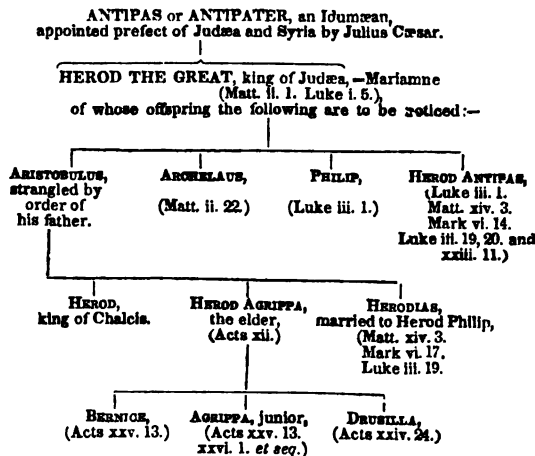 ANTIPAS or ANTIPATER, an Idumæan,
appointed prefect of Judæa and Syria by Julius Cæsar.
HEROD THE GREAT, king of Judæa,—Mariamne
(Matt. ii. 1. Luke i. 5.),
of whose offspring the following are to be noticed:—
ARISTOBULUS,
strangled by
order of
his father.
ARCHELAUS,
(Matt. ii. 22.)
PHILIP,
(Luke iii. 1.)
HEROD ANTIPAS,
(Luke iii. 1.
Matt. xiv. 3.
Mark vi. 14.
Luke iii. 19, 20. and
xxiii. 11.)
HEROD,
king of Chalcis.
HEROD AGRIPPA,
the elder,
(Acts xii.)
HERODIAS,
married to Herod Philip,
(Matt. xiv. 3.
Mark vi. 17.
Luke iii. 19.
BERNICE,
(Acts xxv. 13.)
AGRIPPA, junior,
(Acts xxv. 13.
xxvi. 1. et seq.)
DRUSILLA,
(Acts xxiv. 24.)